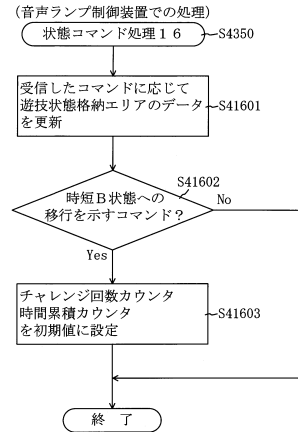 (音声ランプ制御装置での処理)
状態コマンド処理16
S4350
受信したコマンドに応じて
遊技状態格納エリアのデータ
を更新
S41601
S41602
時短B状態への
移行を示すコマンド?
No
Yes
チャレンジ回数カウンタ
時間累積カウンタ
を初期値に設定
S41603
終 了